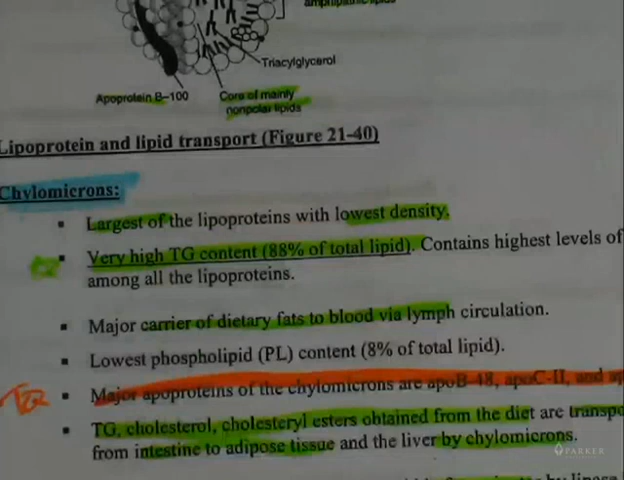 amphipathic lipids
Triacylglycerol
Apoprotein B-100
Core of mainly
nonpolar lipids
Lipoprotein and lipid transport (Figure 21-40)
Chylomicrons:
▪ Largest of the lipoproteins with lowest density.
▪ Very high TG content (88% of total lipid). Contains highest levels of
among all the lipoproteins.
▪ Major carrier of dietary fats to blood via lymph circulation.
▪ Lowest phospholipid (PL) content (8% of total lipid).
▪ Major apoproteins of the chylomicrons are apoB-48, apoC-II, and
▪ TG, cholesterol, cholesteryl esters obtained from the diet are transpo
from intestine to adipose tissue and the liver by chylomicrons.
PARKER